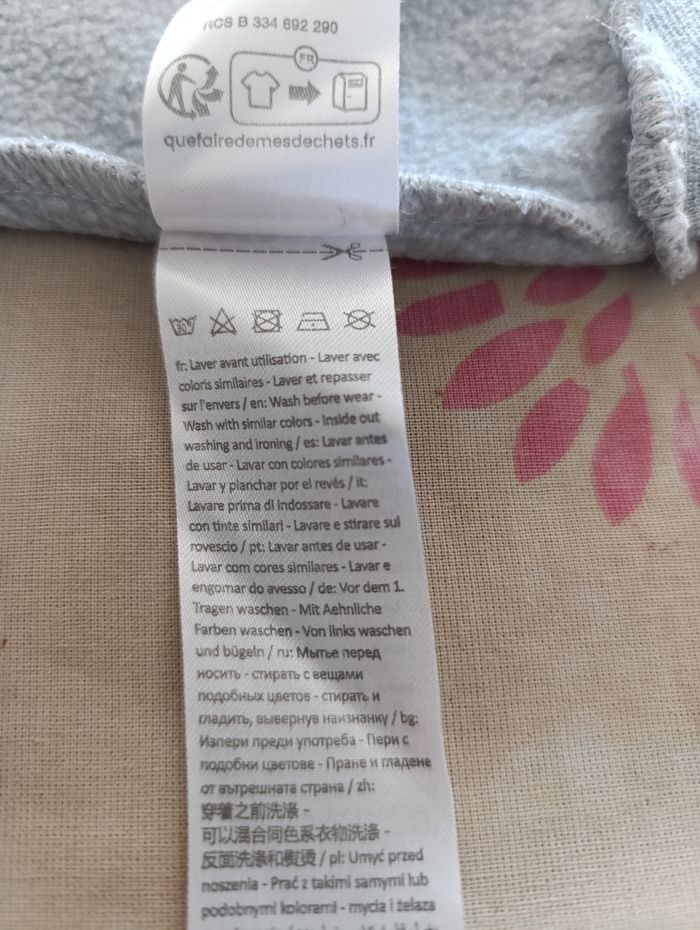 RCS B 334 692 290
FR
quefairedemesdechets.fr
30°
fr: Laver avant utilisation - Laver avec
coloris similaires - Laver et repasser
sur l'envers / en: Wash before wear -
Wash with similar colors - Inside out
washing and ironing / es: Lavar antes
de usar - Lavar con colores similares -
Lavar y planchar por el revés / it:
Lavare prima di indossare - Lavare
con tinte similari - Lavare e stirare sul
rovescio / pt: Lavar antes de usar -
Lavar com cores similares - Lavar e
engomar do avesso / de: Vor dem 1.
Tragen waschen - Mit Aehnliche
Farben waschen - Von links waschen
und bügeln / ru: Мытье перед
носить - стирать с вещами
подобных цветов - стирать и
гладить, вывернув наизнанку / bg:
Изпери преди употреба - Пери с
подобни цветове - Пране и гладене
от вътрешната страна / zh:
穿着之前洗涤 -
可以混合同色系衣物洗涤 -
反面洗涤和熨烫 / pl: Umyć przed
noszenia - Prać z takimi samymi lub
podobnymi kolorami - mycia i żelaza